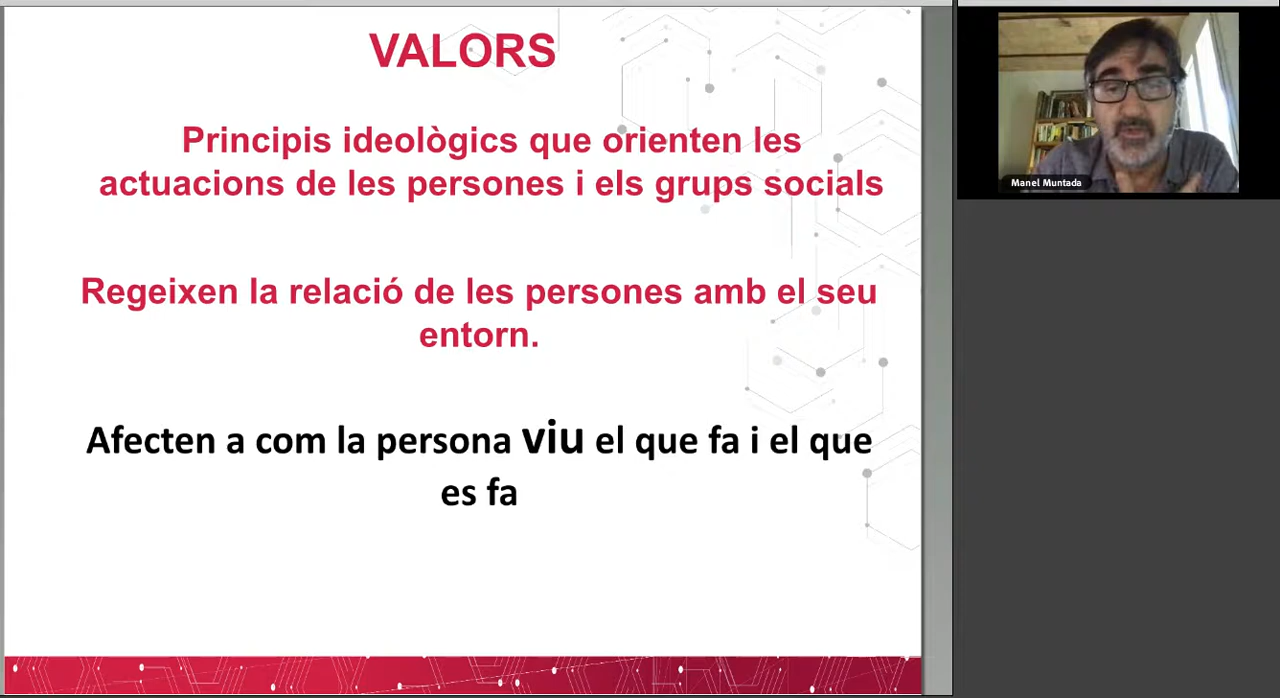 VALORS
Principis ideològics que orienten les
actuacions de les persones i els grups socials
Regeixen la relació de les persones amb el seu
entorn.
Afecten a com la persona viu el que fa i el que
es fa
Manel Muntada